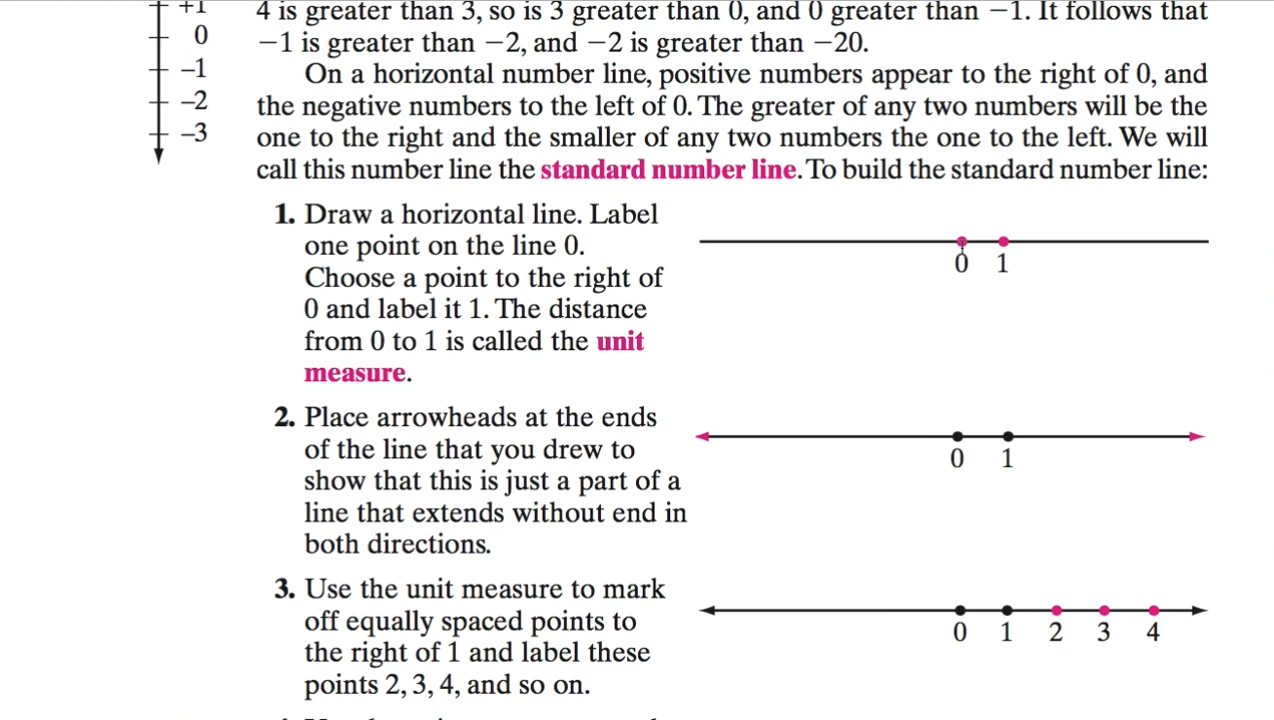 +1
0
−1
−2
−3
4 is greater than 3, so is 3 greater than 0, and 0 greater than −1. It follows that
−1 is greater than −2, and −2 is greater than −20.
On a horizontal number line, positive numbers appear to the right of 0, and
the negative numbers to the left of 0. The greater of any two numbers will be the
one to the right and the smaller of any two numbers the one to the left. We will
call this number line the standard number line. To build the standard number line:
1. Draw a horizontal line. Label
one point on the line 0.
Choose a point to the right of
0 and label it 1. The distance
from 0 to 1 is called the unit
measure.
0 1
2. Place arrowheads at the ends
of the line that you drew to
show that this is just a part of a
line that extends without end in
both directions.
0 1
3. Use the unit measure to mark
off equally spaced points to
the right of 1 and label these
points 2, 3, 4, and so on.
0 1 2 3 4